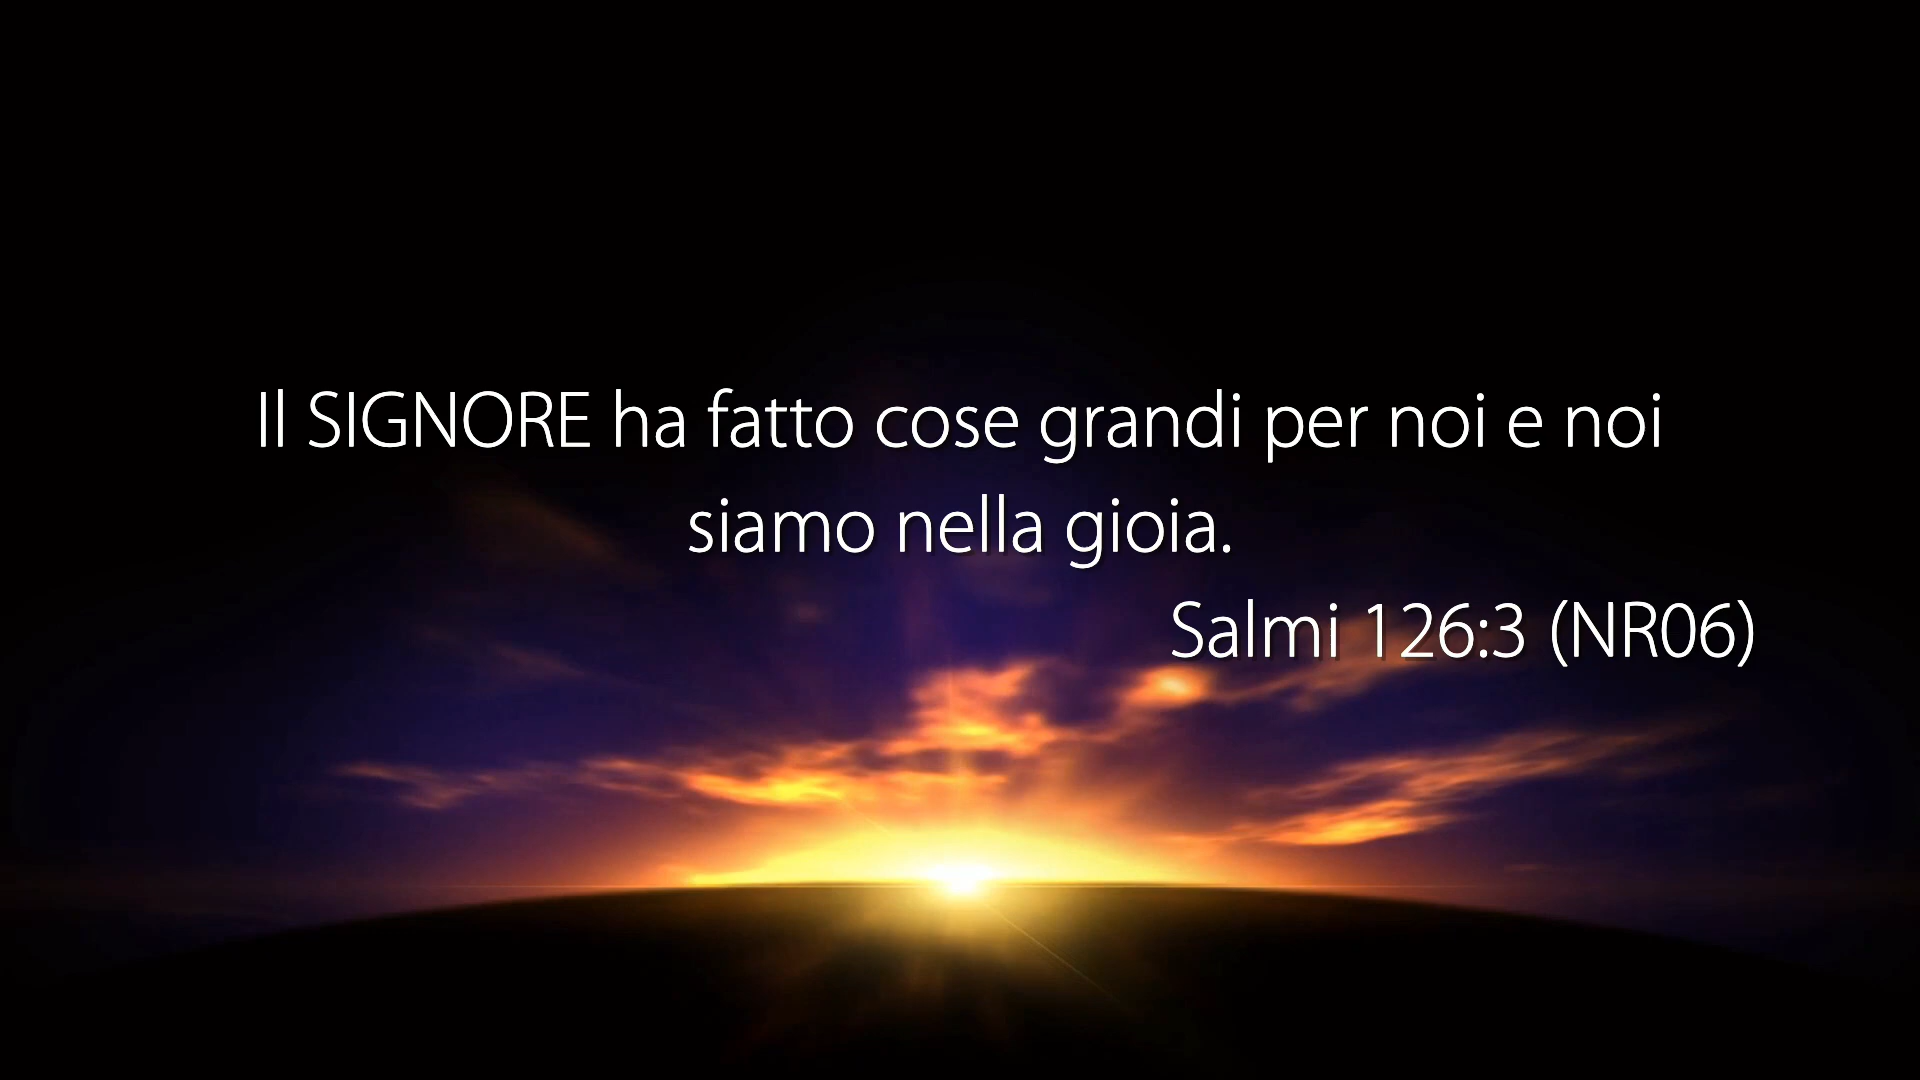 Il SIGNORE ha fatto cose grandi per noi e noi
siamo nella gioia.
Salmi 126:3 (NR06)